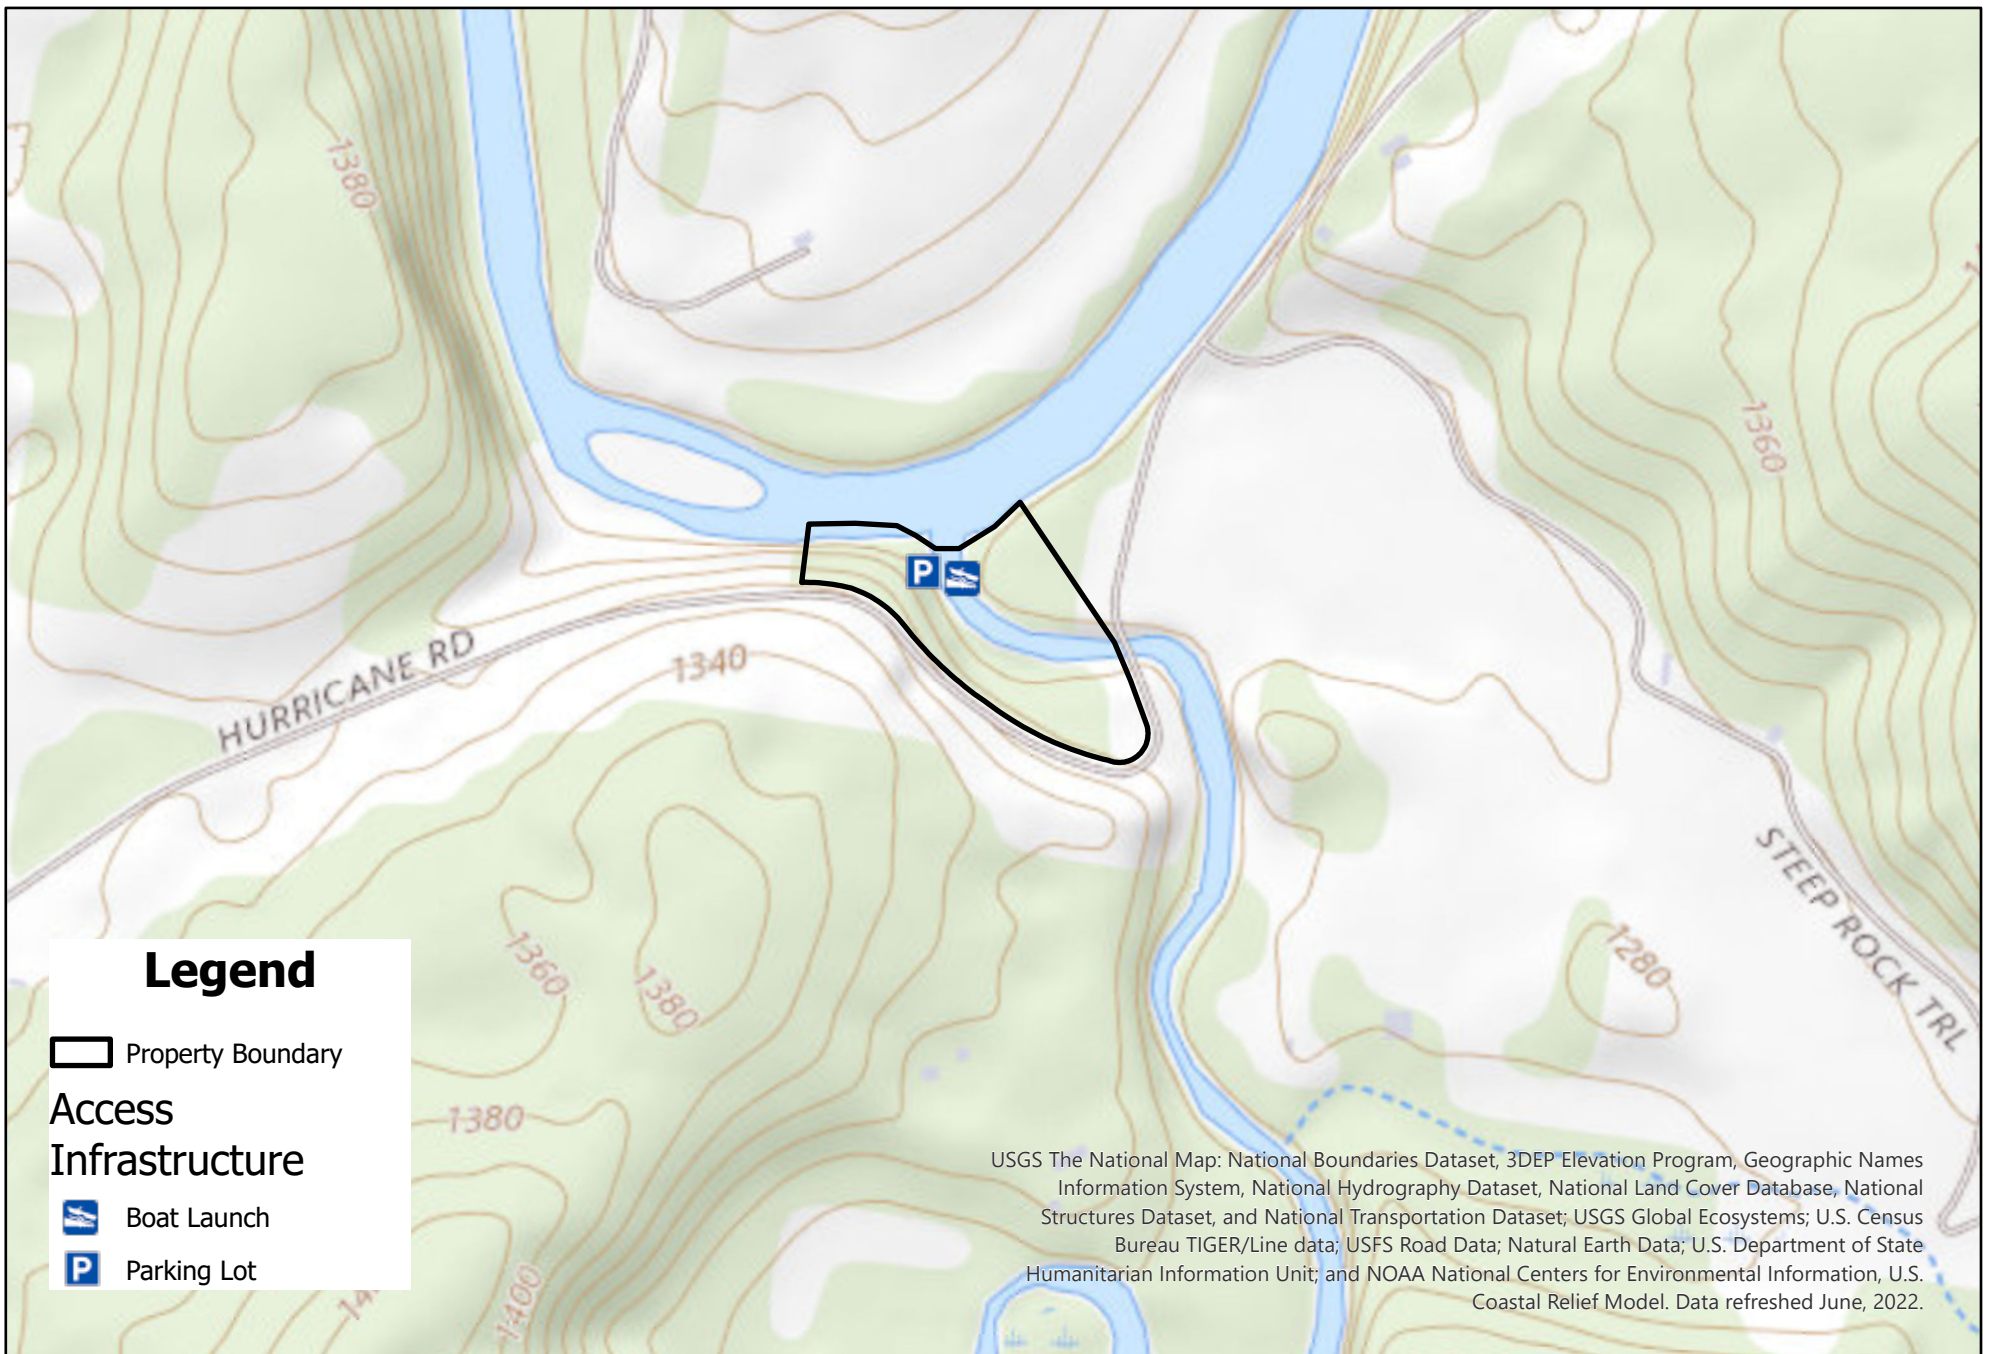 1380
1360
HURRICANE RD
1340
STEEP ROCK TRL
1280
1360
1380
1380
1400
Legend
Property Boundary
Access
Infrastructure
Boat Launch
P Parking Lot
P
USGS The National Map: National Boundaries Dataset, 3DEP Elevation Program, Geographic Names
Information System, National Hydrography Dataset, National Land Cover Database, National
Structures Dataset, and National Transportation Dataset; USGS Global Ecosystems; U.S. Census
Bureau TIGER/Line data; USFS Road Data; Natural Earth Data; U.S. Department of State
Humanitarian Information Unit; and NOAA National Centers for Environmental Information, U.S.
Coastal Relief Model. Data refreshed June, 2022.